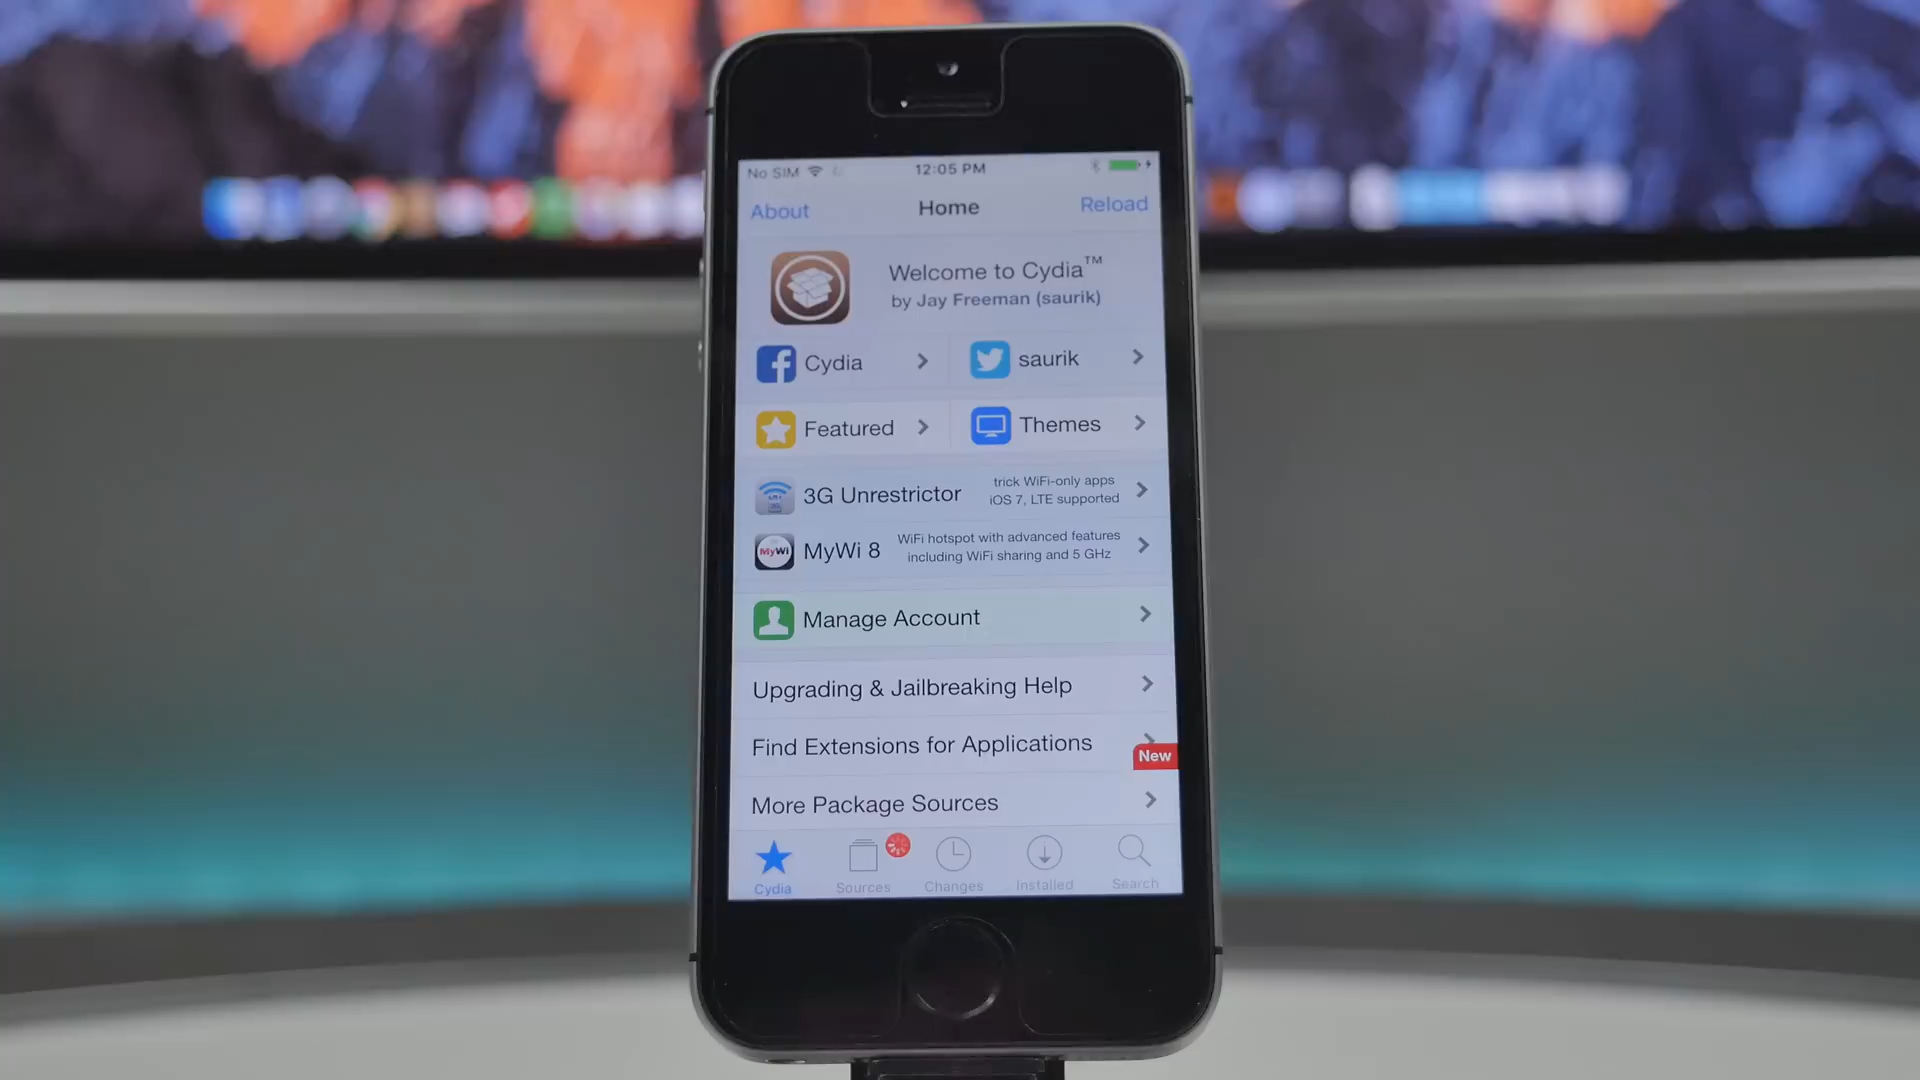 No SIM 12:05 PM
About Home Reload
Welcome to Cydia™
by Jay Freeman (saurik)
Cydia saurik
Featured Themes
3G Unrestrictor
trick WiFi-only apps
iOS 7, LTE supported
MyWi
MyWi 8
WiFi hotspot with advanced features
including WiFi sharing and 5 GHz
Manage Account
Upgrading & Jailbreaking Help
Find Extensions for Applications
New
More Package Sources
Cydia Sources Changes Installed Search